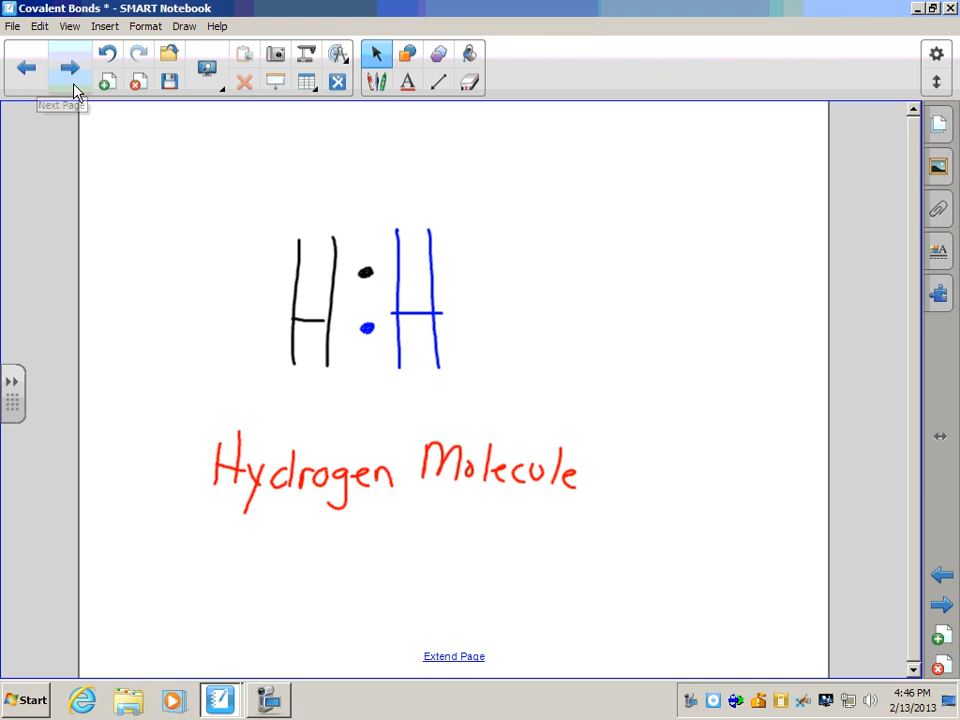 Covalent Bonds * - SMART Notebook
File Edit View Insert Format Draw Help
Next Page
H : H
Hydrogen Molecule
Extend Page
Start
4:46 PM
2/13/2013